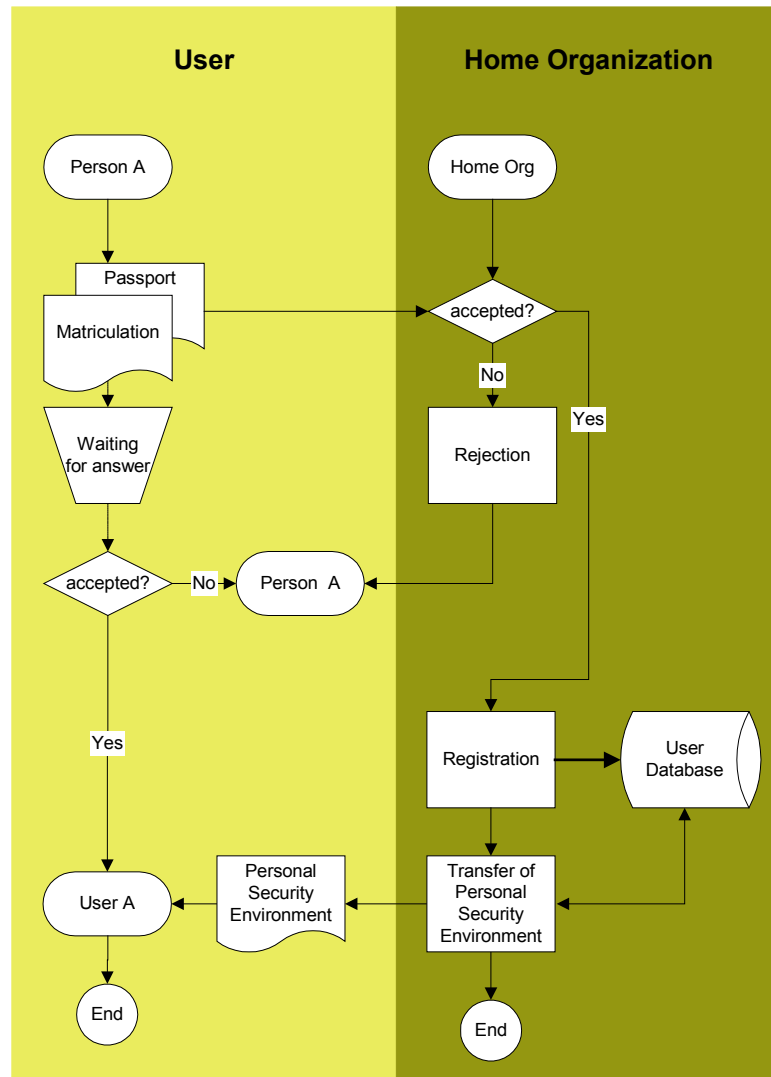 User
Home Organization
Person A
Home Org
Passport
Matriculation
accepted?
No
Yes
Waiting
for answer
Rejection
accepted?
No
Person A
Yes
Registration
User
Database
User A
Personal
Security
Environment
Transfer of
Personal
Security
Environment
End
End